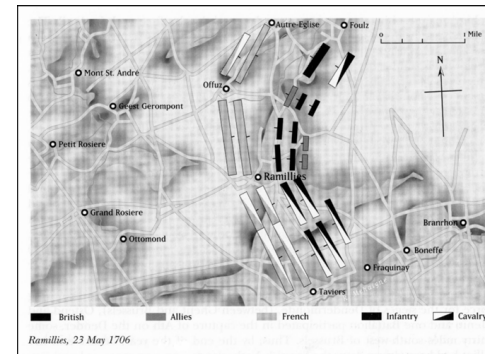 Autre-Eglise
Foulz
0
1 Mile
Mont St. André
N
Offuz
Geest Gerompont
Petit Rosiere
Ramillies
Grand Rosiere
Branrhon
Ottomond
Boneffe
Fraquinay
Taviers
British
Allies
French
Infantry
Cavalry
Ramillies, 23 May 1706